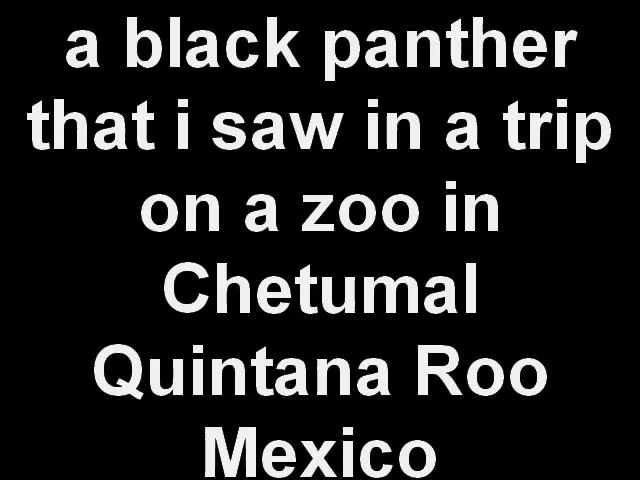 a black panther
that i saw in a trip
on a zoo in
Chetumal
Quintana Roo
Mexico